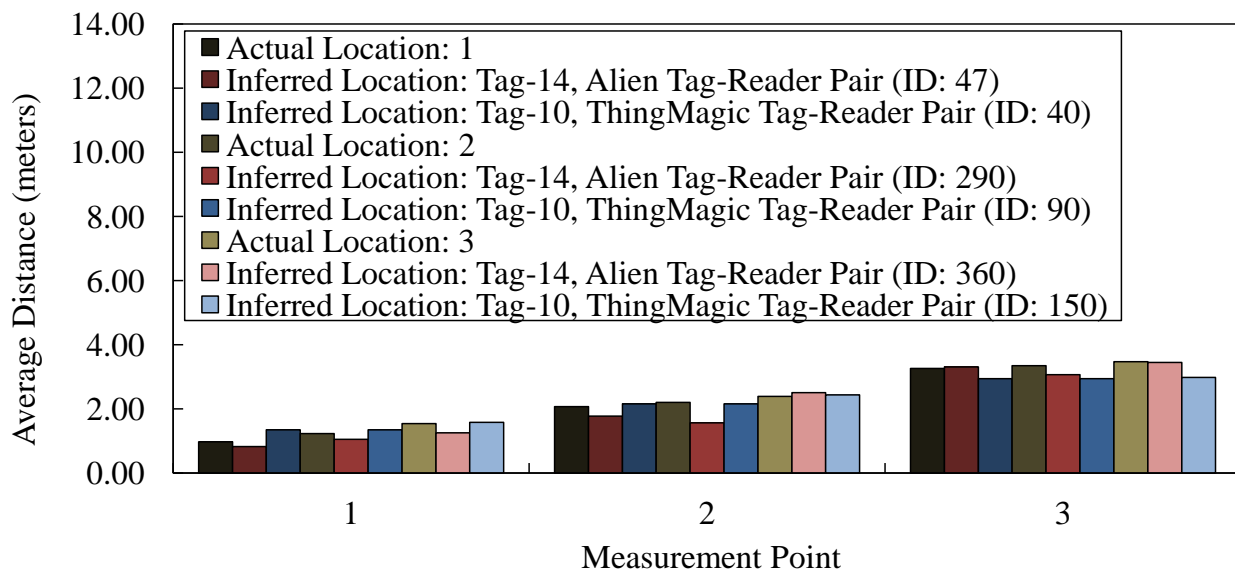 14.00
12.00
10.00
8.00
6.00
4.00
2.00
0.00
Average Distance (meters)
Actual Location: 1
Inferred Location: Tag-14, Alien Tag-Reader Pair (ID: 47)
Inferred Location: Tag-10, ThingMagic Tag-Reader Pair (ID: 40)
Actual Location: 2
Inferred Location: Tag-14, Alien Tag-Reader Pair (ID: 290)
Inferred Location: Tag-10, ThingMagic Tag-Reader Pair (ID: 90)
Actual Location: 3
Inferred Location: Tag-14, Alien Tag-Reader Pair (ID: 360)
Inferred Location: Tag-10, ThingMagic Tag-Reader Pair (ID: 150)
1 2 3
Measurement Point